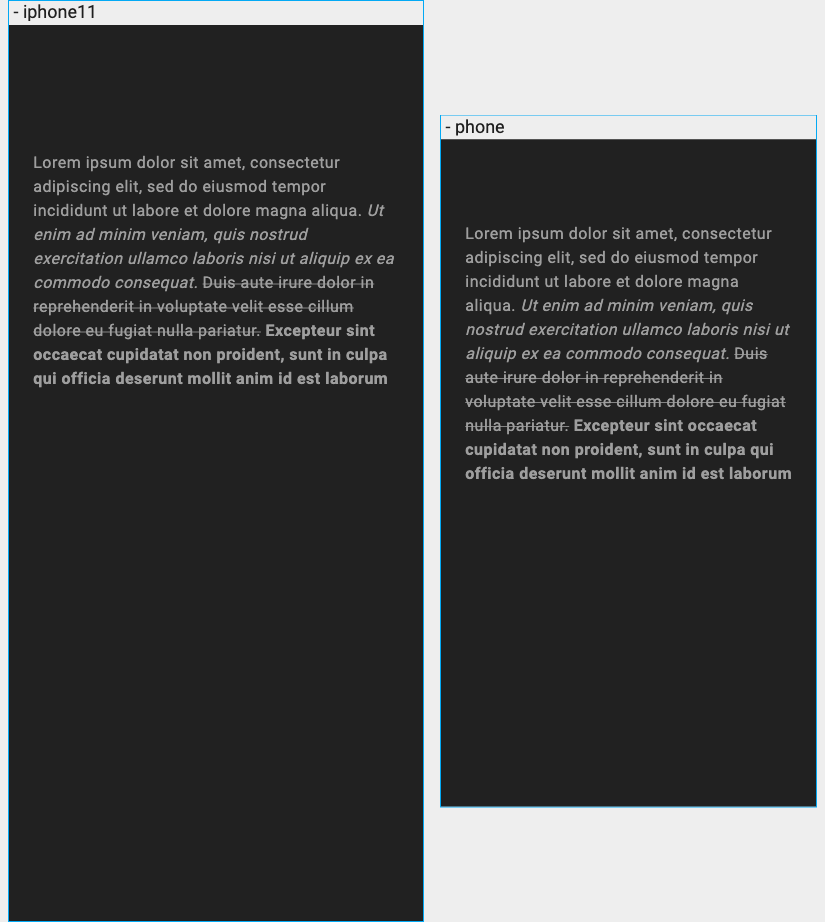 - iphone11
Lorem ipsum dolor sit amet, consectetur
adipiscing elit, sed do eiusmod tempor
incididunt ut labore et dolore magna aliqua. Ut
enim ad minim veniam, quis nostrud
exercitation ullamco laboris nisi ut aliquip ex ea
commodo consequat. Duis aute irure dolor in
reprehenderit in voluptate velit esse cillum
dolore eu fugiat nulla pariatur. Excepteur sint
occaecat cupidatat non proident, sunt in culpa
qui officia deserunt mollit anim id est laborum
- phone
Lorem ipsum dolor sit amet, consectetur
adipiscing elit, sed do eiusmod tempor
incididunt ut labore et dolore magna
aliqua. Ut enim ad minim veniam, quis
nostrud exercitation ullamco laboris nisi ut
aliquip ex ea commodo consequat. Duis
aute irure dolor in reprehenderit in
voluptate velit esse cillum dolore eu fugiat
nulla pariatur. Excepteur sint occaecat
cupidatat non proident, sunt in culpa qui
officia deserunt mollit anim id est laborum